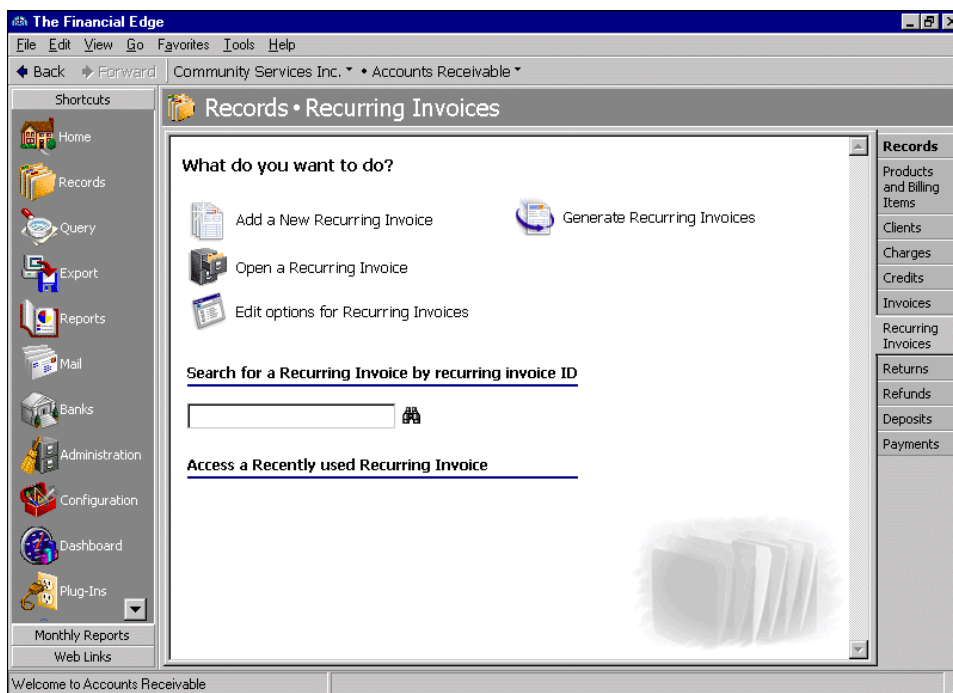 The Financial Edge
File Edit View Go Favorites Tools Help
Back Forward Community Services Inc. • Accounts Receivable
Shortcuts
Home
Records
Query
Export
Reports
Mail
Banks
Administration
Configuration
Dashboard
Plug-Ins
Monthly Reports
Web Links
Records • Recurring Invoices
What do you want to do?
Add a New Recurring Invoice
Generate Recurring Invoices
Open a Recurring Invoice
Edit options for Recurring Invoices
Search for a Recurring Invoice by recurring invoice ID
Access a Recently used Recurring Invoice
Records
Products
and Billing
Items
Clients
Charges
Credits
Invoices
Recurring
Invoices
Returns
Refunds
Deposits
Payments
Welcome to Accounts Receivable